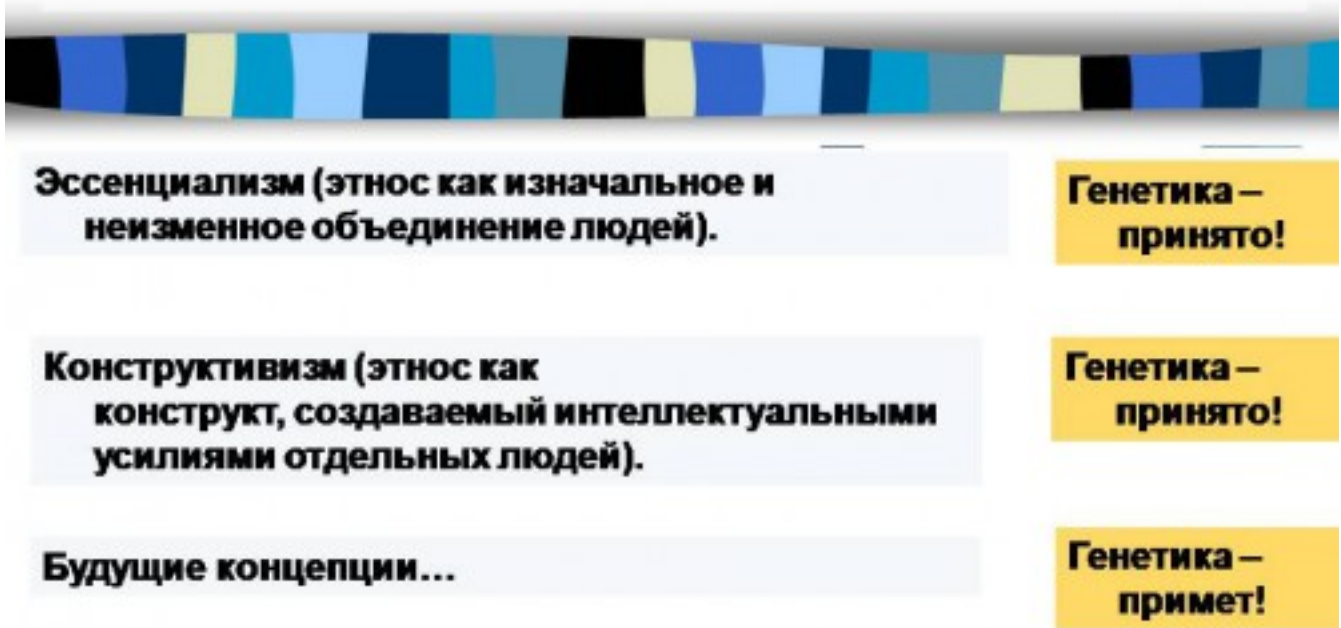 Эссенциализм (этнос как изначальное и
неизменное объединение людей).
Генетика –
принято!
Конструктивизм (этнос как
конструкт, создаваемый интеллектуальными
усилиями отдельных людей).
Генетика –
принято!
Будущие концепции...
Генетика –
примет!